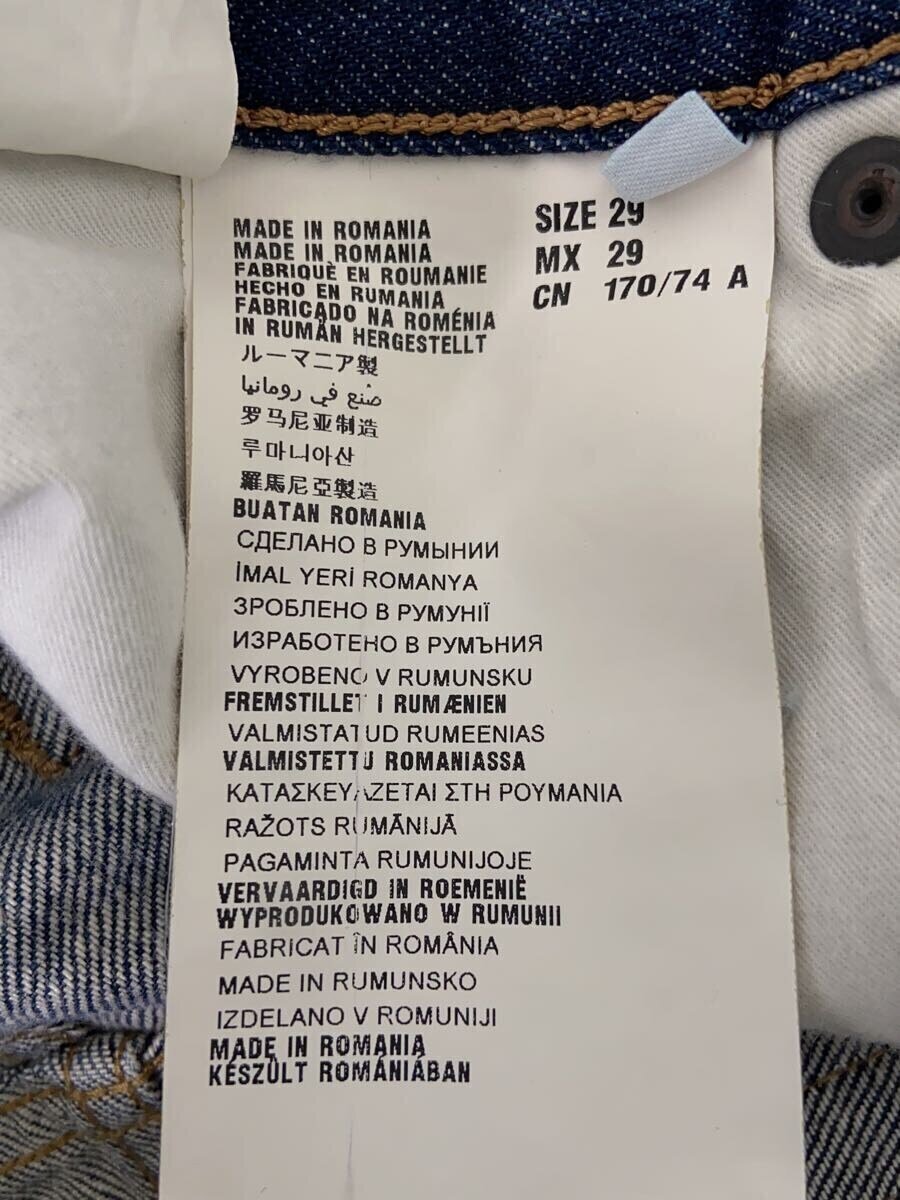 MADE IN ROMANIA
MADE IN ROMANIA
FABRIQUÈ EN ROUMANIE
HECHO EN RUMANIA
FABRICADO NA ROMÉNIA
IN RUMÄN HERGESTELLT
ルーマニア製
صنع في رومانيا
罗马尼亚制造
루마니아산
羅馬尼亞製造
BUATAN ROMANIA
СДЕЛАНО В РУМЫНИИ
İMAL YERİ ROMANYA
ЗРОБЛЕНО В РУМУНІЇ
ИЗРАБОТЕНО В РУМЪНИЯ
VYROBENO V RUMUNSKU
FREMSTILLET I RUMÆNIEN
VALMISTATUD RUMEENIAS
VALMISTETTU ROMANIASSA
ΚΑΤΑΣΚΕΥΑΖΕΤΑΙ ΣΤΗ ΡΟΥΜΑΝΙΑ
RAŽOTS RUMĀNIJĀ
PAGAMINTA RUMUNIJOJE
VERVAARDIGD IN ROEMENIË
WYPRODUKOWANO W RUMUNII
FABRICAT ÎN ROMÂNIA
MADE IN RUMUNSKO
IZDELANO V ROMUNIJI
MADE IN ROMANIA
KÉSZÜLT ROMÁNIÁBAN
SIZE 29
MX 29
CN 170/74 A